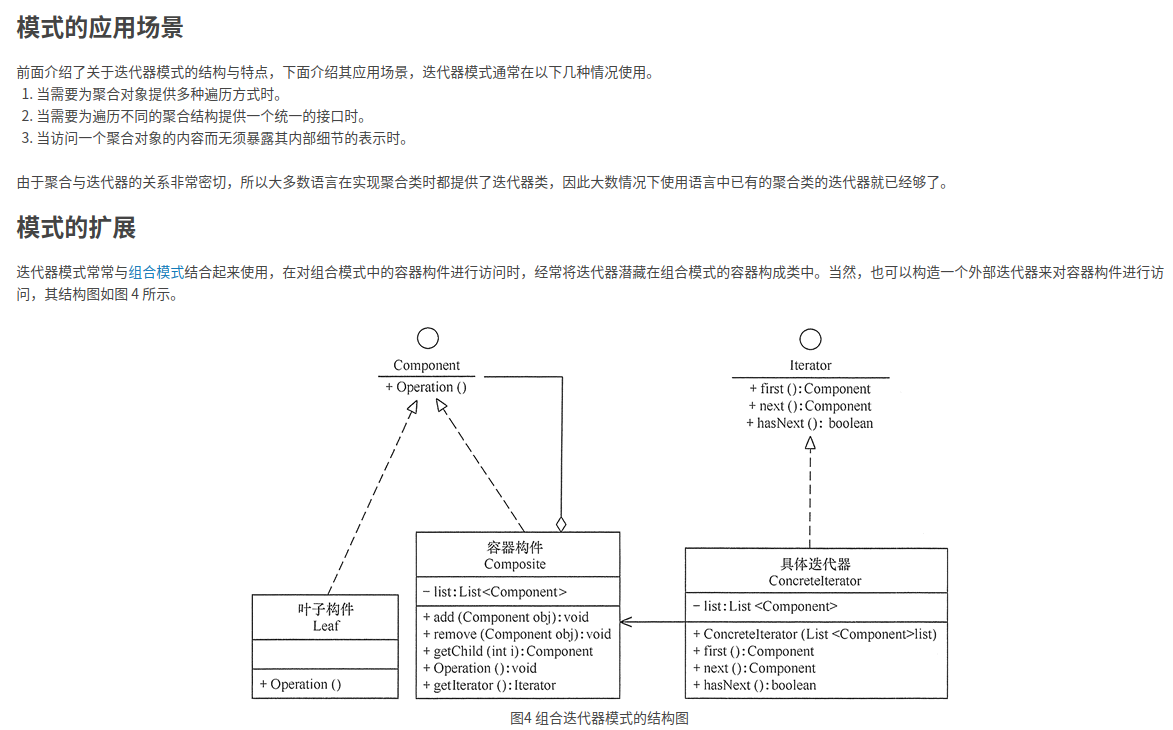 模式的应用场景
前面介绍了关于迭代器模式的结构与特点，下面介绍其应用场景，迭代器模式通常在以下几种情况使用。
1. 当需要为聚合对象提供多种遍历方式时。
2. 当需要为遍历不同的聚合结构提供一个统一的接口时。
3. 当访问一个聚合对象的内容而无须暴露其内部细节的表示时。
由于聚合与迭代器的关系非常密切，所以大多数语言在实现聚合类时都提供了迭代器类，因此大数情况下使用语言中已有的聚合类的迭代器就已经够了。
模式的扩展
迭代器模式常常与组合模式结合起来使用，在对组合模式中的容器构件进行访问时，经常将迭代器潜藏在组合模式的容器构成类中。当然，也可以构造一个外部迭代器来对容器构件进行访
问，其结构图如图 4 所示。
Component
+ Operation ()
Iterator
+ first ():Component
+ next ():Component
+ hasNext (): boolean
叶子构件
Leaf
+ Operation ()
容器构件
Composite
− list:List<Component>
+ add (Component obj):void
+ remove (Component obj):void
+ getChild (int i):Component
+ Operation ():void
+ getIterator ():Iterator
具体迭代器
ConcreteIterator
− list:List <Component>
+ ConcreteIterator (List <Component>list)
+ first ():Component
+ next ():Component
+ hasNext ():boolean
图4 组合迭代器模式的结构图